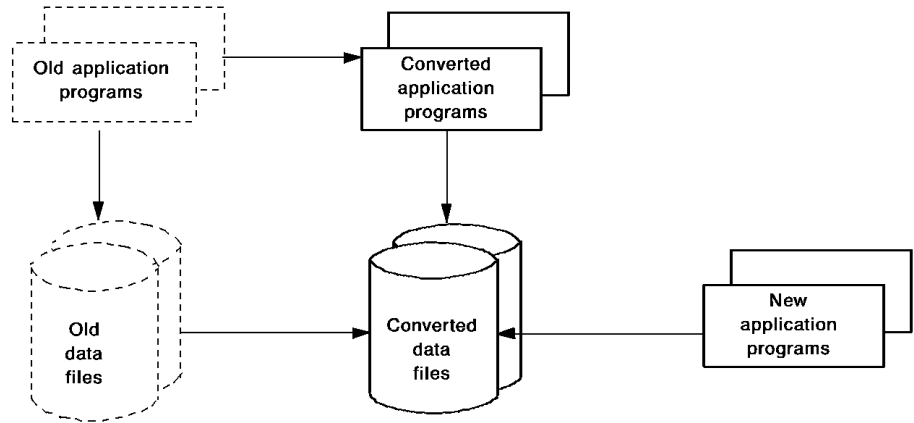 Old application
programs
Converted
application
programs
Old
data
files
Converted
data
files
New
application
programs